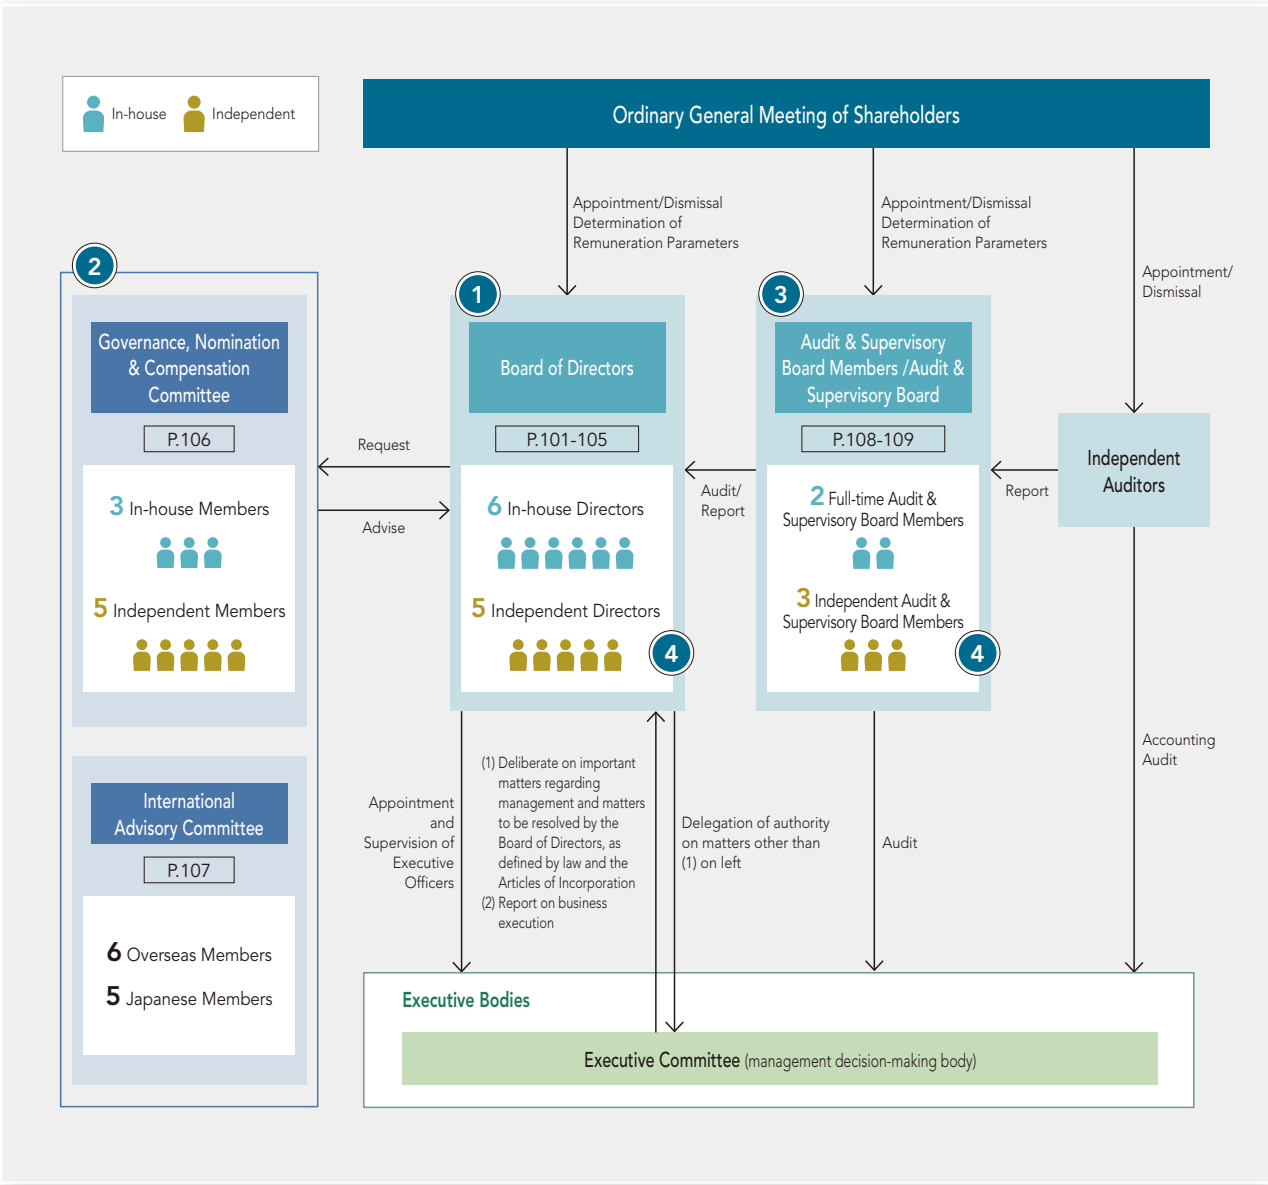 In-house
Independent
Ordinary General Meeting of Shareholders
Appointment/Dismissal
Determination of
Remuneration Parameters
Appointment/Dismissal
Determination of
Remuneration Parameters
Appointment/
Dismissal
2
Governance, Nomination
& Compensation
Committee
P.106
3 In-house Members
5 Independent Members
International
Advisory Committee
P.107
6 Overseas Members
5 Japanese Members
Request
Advise
1
Board of Directors
P.101-105
6 In-house Directors
5 Independent Directors
4
Audit/
Report
3
Audit & Supervisory
Board Members /Audit &
Supervisory Board
P.108-109
2 Full-time Audit &
Supervisory Board Members
3 Independent Audit &
Supervisory Board Members
4
Report
Independent
Auditors
Appointment
and
Supervision of
Executive
Officers
(1) Deliberate on important
matters regarding
management and matters
to be resolved by the
Board of Directors, as
defined by law and the
Articles of Incorporation
(2) Report on business
execution
Delegation of authority
on matters other than
(1) on left
Audit
Accounting
Audit
Executive Bodies
Executive Committee (management decision-making body)